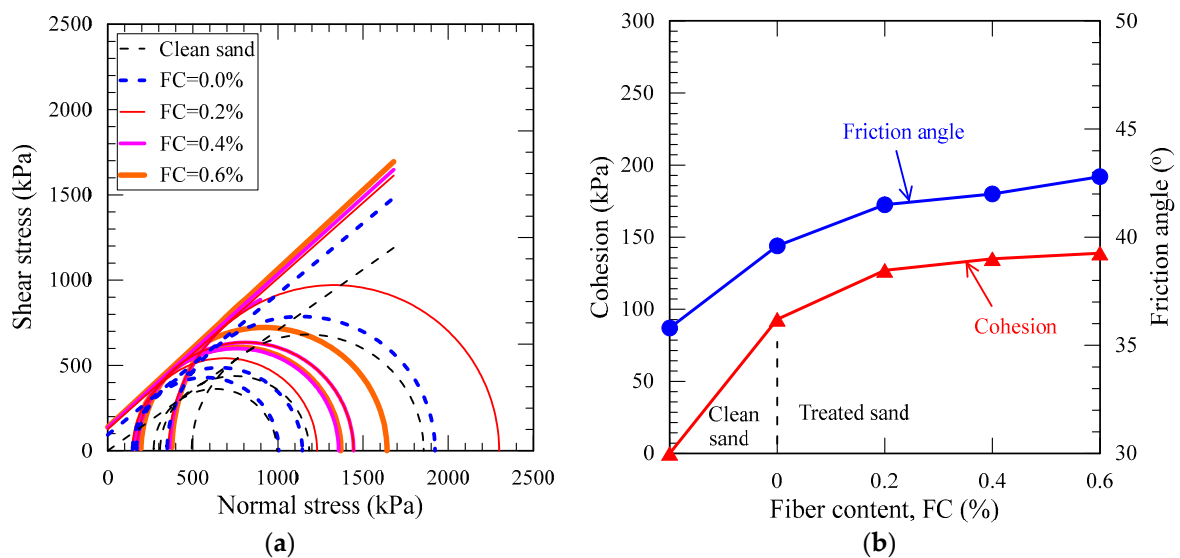 2500
2000
1500
1000
500
0
Shear stress (kPa)
Clean sand
FC=0.0%
FC=0.2%
FC=0.4%
FC=0.6%
0 500 1000 1500 2000 2500
Normal stress (kPa)
(a)
300
250
200
150
100
50
0
Cohesion (kPa)
Friction angle
Cohesion
Clean
sand
Treated sand
50
45
40
35
30
Friction angle (º)
0 0.2 0.4 0.6
Fiber content, FC (%)
(b)